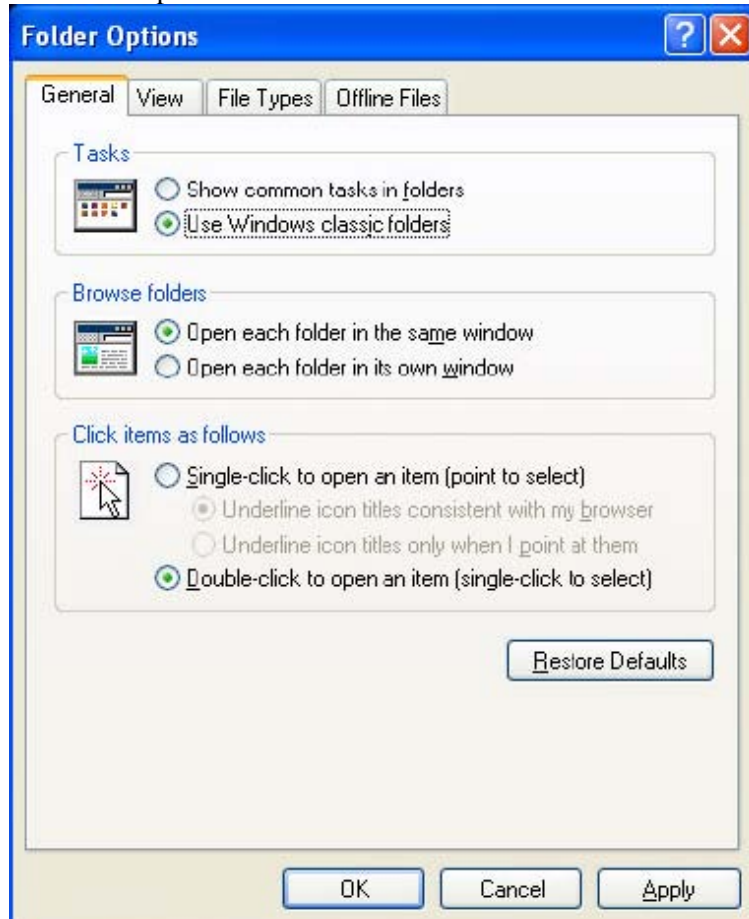 Folder Options
General View File Types Offline Files
Tasks
Show common tasks in folders
Use Windows classic folders
Browse folders
Open each folder in the same window
Open each folder in its own window
Click items as follows
Single-click to open an item (point to select)
Underline icon titles consistent with my browser
Underline icon titles only when I point at them
Double-click to open an item (single-click to select)
Restore Defaults
OK Cancel Apply